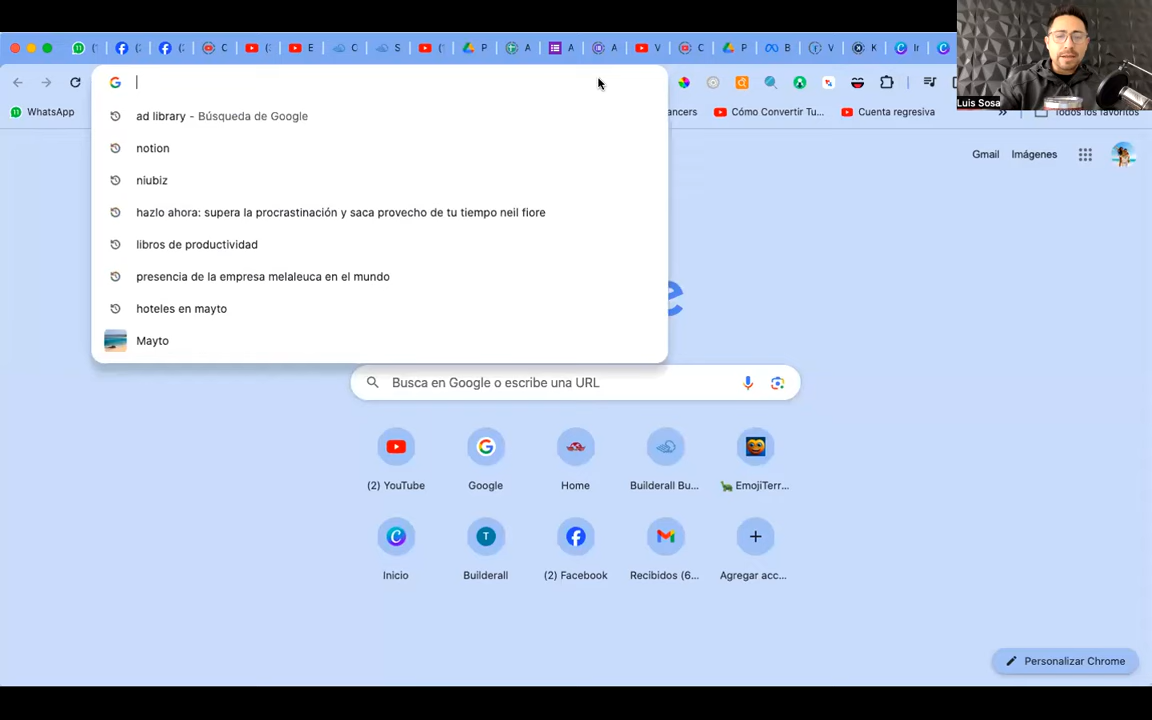 C
E
C
S
P
A
A
A
V
C
P
B
V
K
Ir
Luis Sosa
WhatsApp
ancers
Cómo Convertir Tu...
Cuenta regresiva
»
Todos los favoritos
ad library - Búsqueda de Google
notion
niubiz
hazlo ahora: supera la procrastinación y saca provecho de tu tiempo neil fiore
libros de productividad
presencia de la empresa melaleuca en el mundo
hoteles en mayto
Mayto
Gmail Imágenes
e
Busca en Google o escribe una URL
(2) YouTube
Google
Home
Builderall Bu...
EmojiTerr...
T
Inicio
Builderall
(2) Facebook
Recibidos (6...
Agregar acc...
Personalizar Chrome